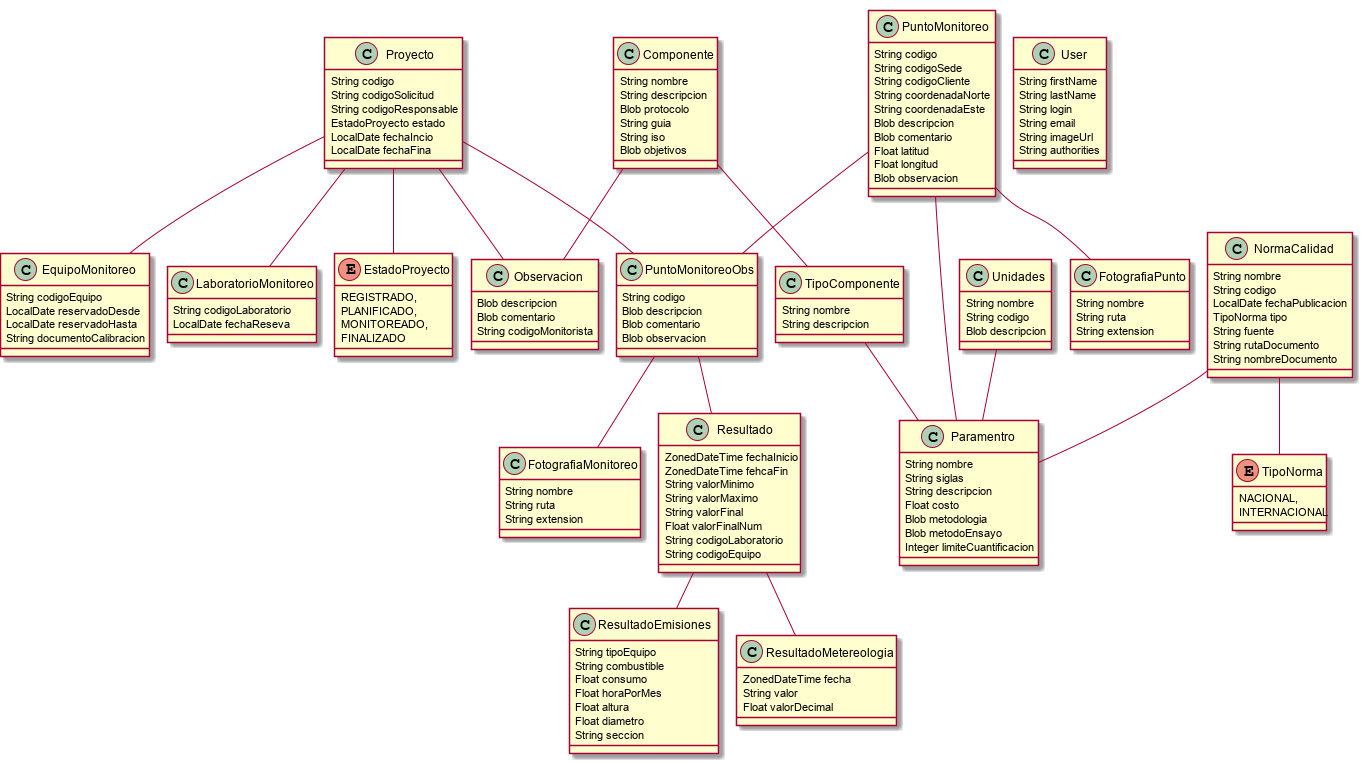 C Proyecto
String codigo
String codigoSolicitud
String codigoResponsable
EstadoProyecto estado
LocalDate fechaIncio
LocalDate fechaFina
C Componente
String nombre
String descripcion
Blob protocolo
String guia
String iso
Blob objetivos
C PuntoMonitoreo
String codigo
String codigoSede
String codigoCliente
String coordenadaNorte
String coordenadaEste
Blob descripcion
Blob comentario
Float latitud
Float longitud
Blob observacion
C User
String firstName
String lastName
String login
String email
String imageUrl
String authorities
C EquipoMonitoreo
String codigoEquipo
LocalDate reservadoDesde
LocalDate reservadoHasta
String documentoCalibracion
C LaboratorioMonitoreo
String codigoLaboratorio
LocalDate fechaReseva
E EstadoProyecto
REGISTRADO,
PLANIFICADO,
MONITOREADO,
FINALIZADO
C Observacion
Blob descripcion
Blob comentario
String codigoMonitorista
C PuntoMonitoreoObs
String codigo
Blob descripcion
Blob comentario
Blob observacion
C TipoComponente
String nombre
String descripcion
C Unidades
String nombre
String codigo
Blob descripcion
C FotografiaPunto
String nombre
String ruta
String extension
C NormaCalidad
String nombre
String codigo
LocalDate fechaPublicacion
TipoNorma tipo
String fuente
String rutaDocumento
String nombreDocumento
C FotografiaMonitoreo
String nombre
String ruta
String extension
C Resultado
ZonedDateTime fechaInicio
ZonedDateTime fehcaFin
String valorMinimo
String valorMaximo
String valorFinal
Float valorFinalNum
String codigoLaboratorio
String codigoEquipo
C Paramentro
String nombre
String siglas
String descripcion
Float costo
Blob metodologia
Blob metodoEnsayo
Integer limiteCuantificacion
E TipoNorma
NACIONAL,
INTERNACIONAL
C ResultadoEmisiones
String tipoEquipo
String combustible
Float consumo
Float horaPorMes
Float altura
Float diametro
String seccion
C ResultadoMetereologia
ZonedDateTime fecha
String valor
Float valorDecimal